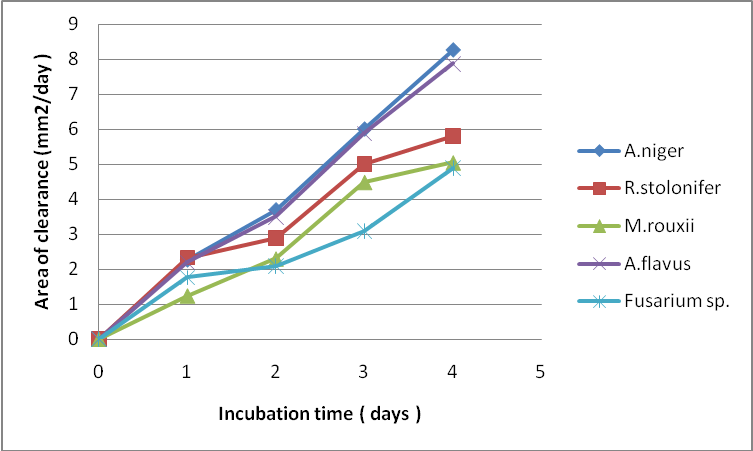 9
8
7
6
5
4
3
2
1
0
Area of clearance (mm2/day )
0 1 2 3 4 5
Incubation time ( days )
A.niger
R.stolonifer
M.rouxii
A.flavus
Fusarium sp.